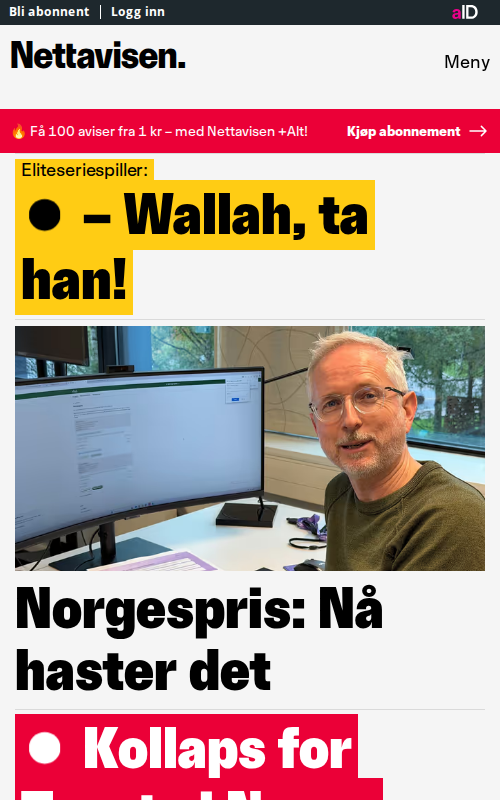 Bli abonnent | Logg inn
aID
Nettavisen.
Meny
🔥 Få 100 aviser fra 1 kr – med Nettavisen +Alt!
Kjøp abonnement →
Eliteseriespiller:
● – Wallah, ta
han!
Norgespris: Nå
haster det
● Kollaps for